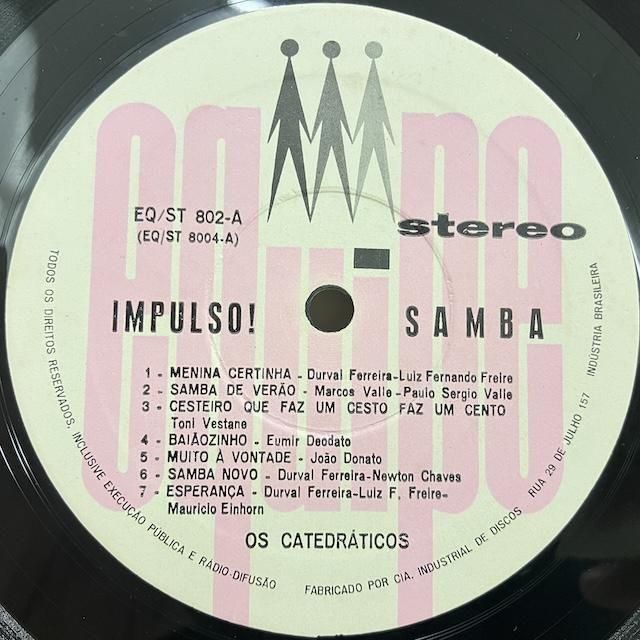 equipe
EQ/ST 802-A
(EQ/ST 8004-A)
stereo
IMPULSO! SAMBA
1 - MENINA CERTINHA - Durval Ferreira-Luiz Fernando Freire
2 - SAMBA DE VERÃO - Marcos Valle-Paulo Sergio Valle
3 - CESTEIRO QUE FAZ UM CESTO FAZ UM CENTO
Toni Vestane
4 - BAIÃOZINHO - Eumir Deodato
5 - MUITO À VONTADE - João Donato
6 - SAMBA NOVO - Durval Ferreira-Newton Chaves
7 - ESPERANÇA - Durval Ferreira-Luiz F. Freire-
Mauricio Einhorn
OS CATEDRÁTICOS
TODOS OS DIREITOS RESERVADOS, INCLUSIVE EXECUÇÃO PÚBLICA E RÁDIO-DIFUSÃO
FABRICADO POR CIA. INDUSTRIAL DE DISCOS RUA 29 DE JULHO 157 INDÚSTRIA BRASILEIRA